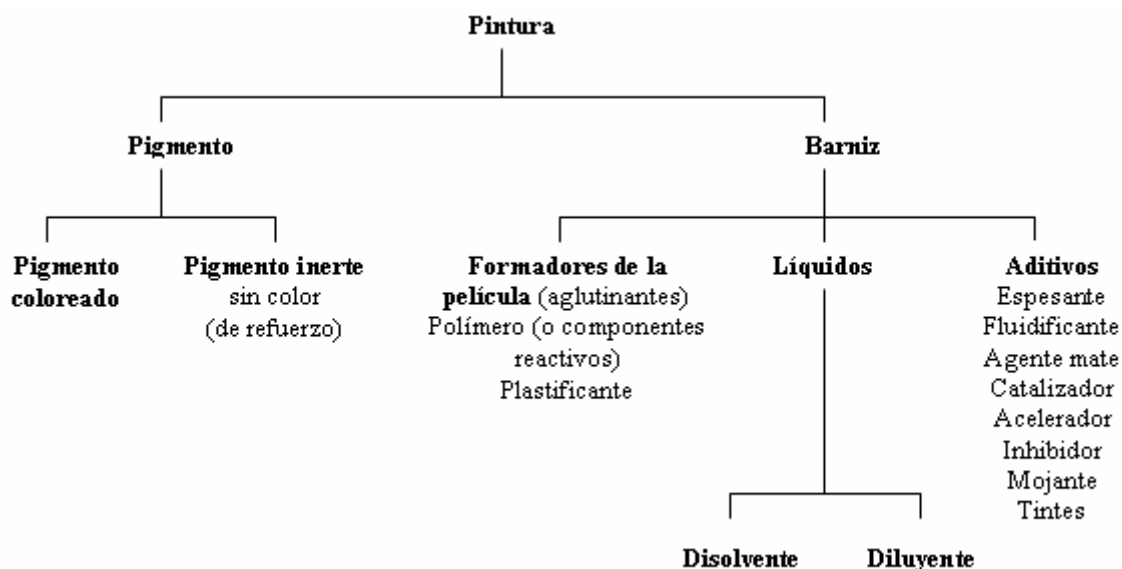 Pintura
Pigmento
Barniz
Pigmento
coloreado
Pigmento inerte
sin color
(de refuerzo)
Formadores de la
película (aglutinantes)
Polímero (o componentes
reactivos)
Plastificante
Líquidos
Aditivos
Espesante
Fluidificante
Agente mate
Catalizador
Acelerador
Inhibidor
Mojante
Tintes
Disolvente
Diluyente